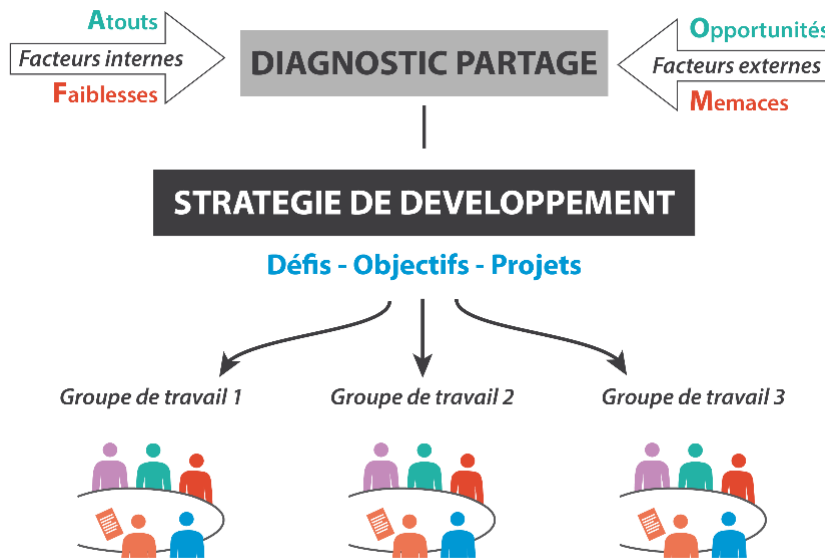 Atouts
Facteurs internes
Faiblesses
DIAGNOSTIC PARTAGE
Opportunités
Facteurs externes
Memaces
STRATEGIE DE DEVELOPPEMENT
Défis - Objectifs - Projets
Groupe de travail 1
Groupe de travail 2
Groupe de travail 3